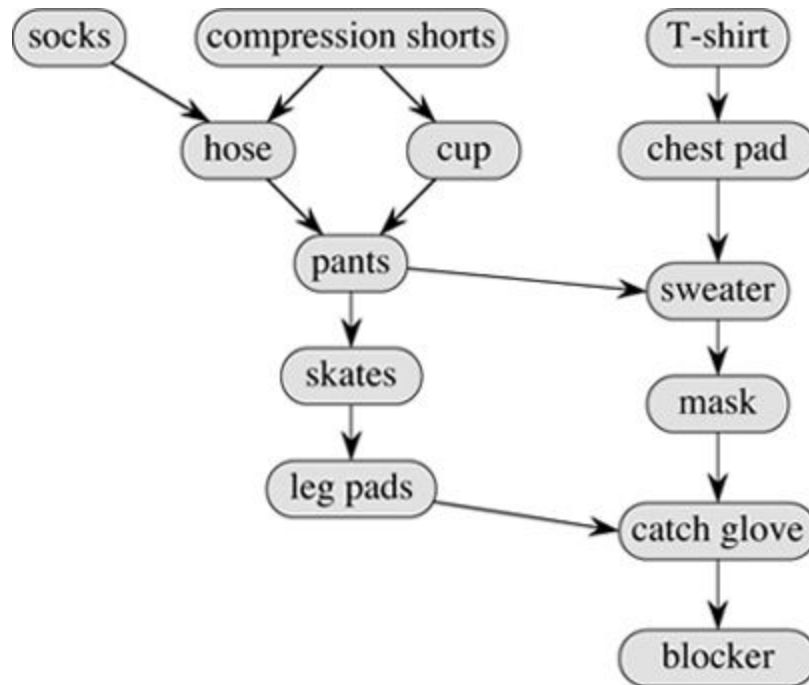 socks
compression shorts
T-shirt
hose
cup
chest pad
pants
sweater
skates
mask
leg pads
catch glove
blocker